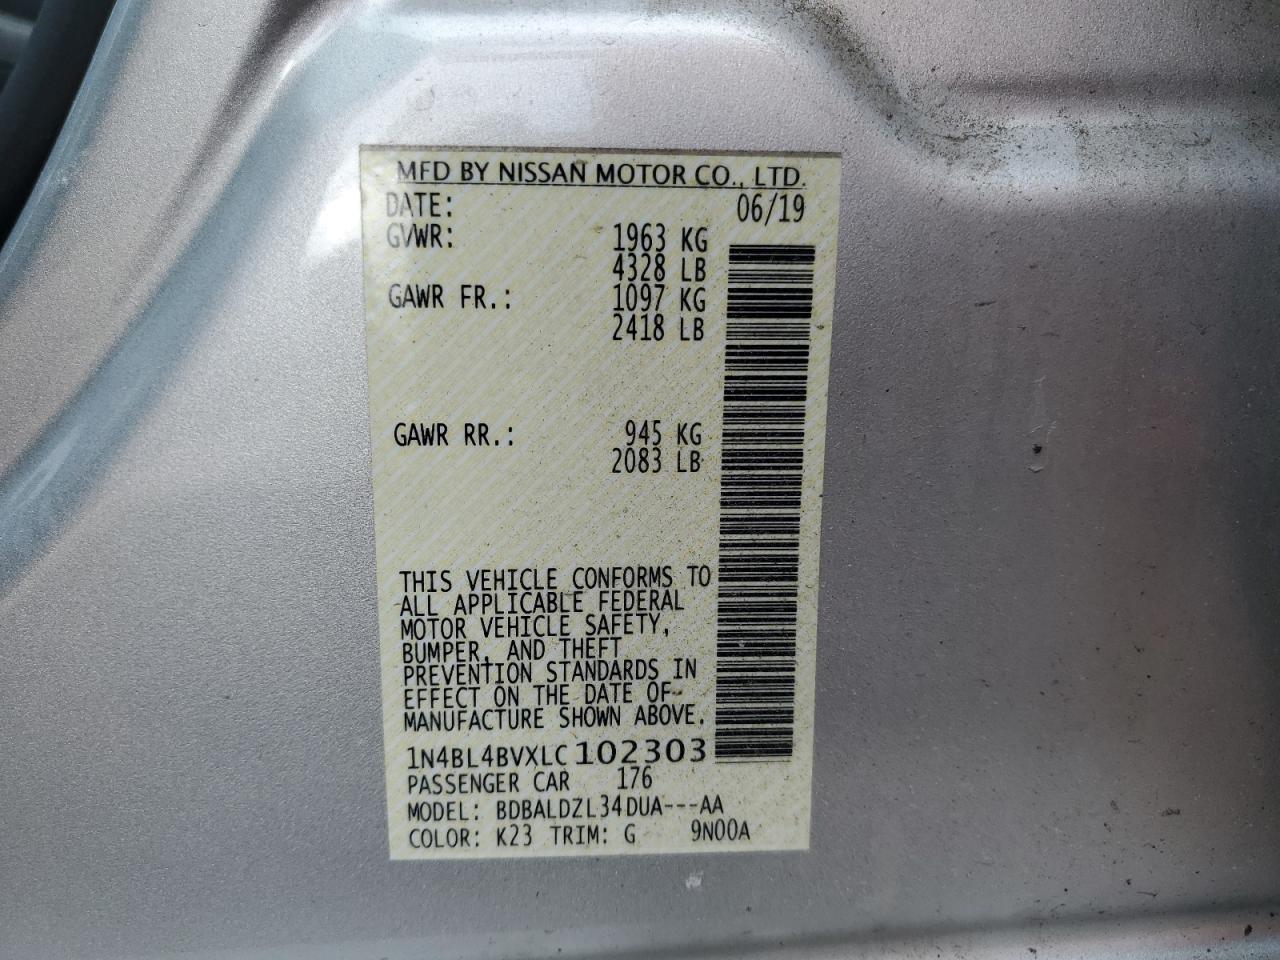 MFD BY NISSAN MOTOR CO., LTD.
DATE: 06/19
GVWR: 1963 KG
4328 LB
GAWR FR.: 1097 KG
2418 LB
GAWR RR.: 945 KG
2083 LB
THIS VEHICLE CONFORMS TO
ALL APPLICABLE FEDERAL
MOTOR VEHICLE SAFETY,
BUMPER, AND THEFT
PREVENTION STANDARDS IN
EFFECT ON THE DATE OF
MANUFACTURE SHOWN ABOVE.
1N4BL4BVXLC102303
PASSENGER CAR 176
MODEL: BDBALDZL34DUA---AA
COLOR: K23 TRIM: G 9N00A